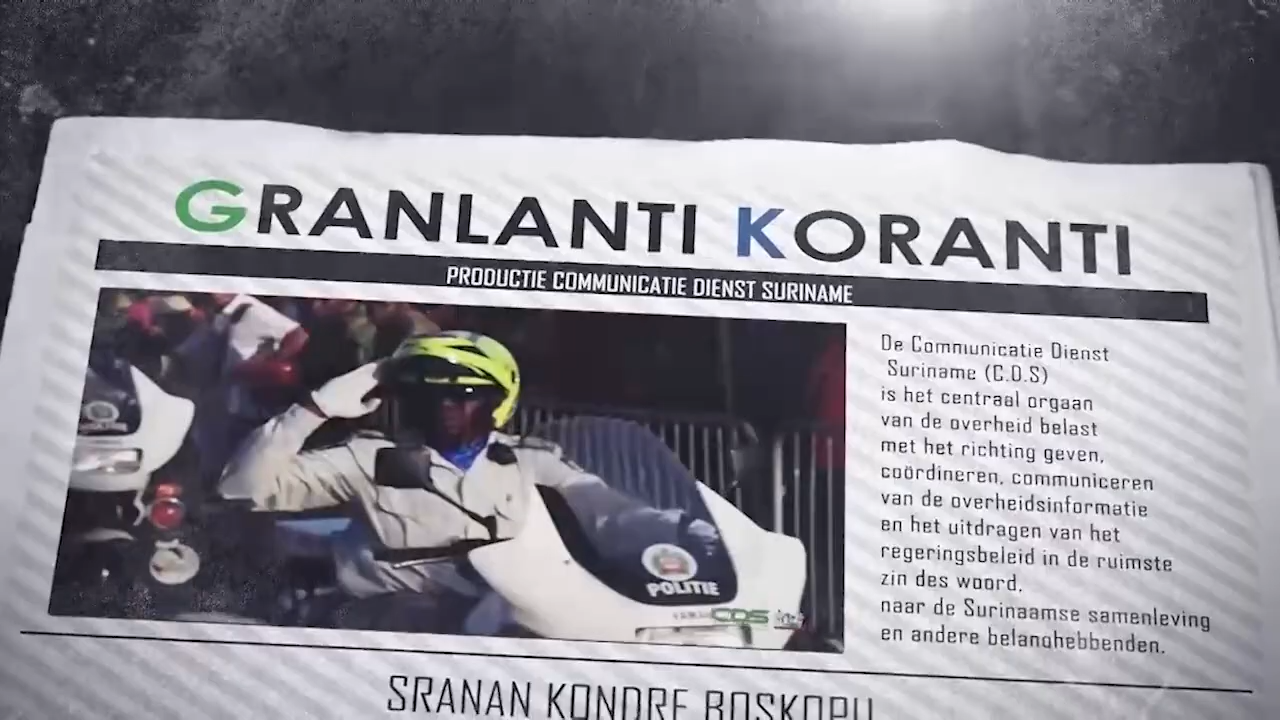 GRANLANTI KORANTI
PRODUCTIE COMMUNICATIE DIENST SURINAME
De Communicatie Dienst
Suriname (C.D.S)
is het centraal orgaan
van de overheid belast
met het richting geven,
coördineren, communiceren
van de overheidsinformatie
en het uitdragen van het
regeringsbeleid in de ruimste
zin des woord,
naar de Surinaamse samenleving
en andere belanghebbenden.
POLITIE
CDS
SRANAN KONDRE BOSKOPU